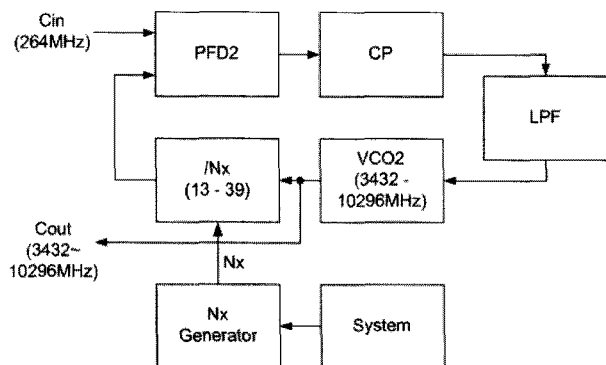 Cin
(264MHz)
PFD2
CP
LPF
/Nx
(13 - 39)
VCO2
(3432 -
10296MHz)
Cout
(3432~
10296MHz)
Nx
Nx
Generator
System